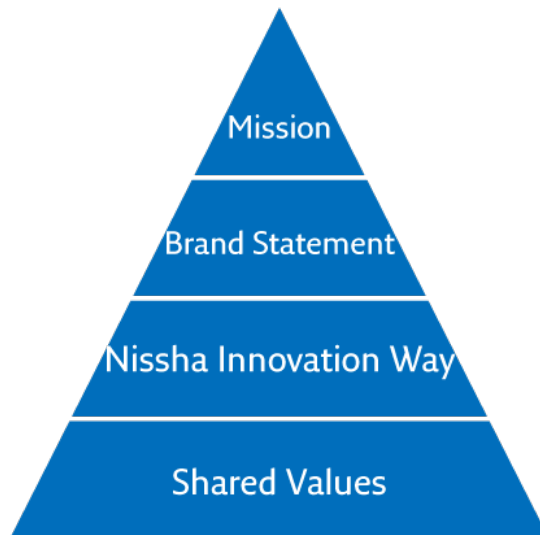 Mission
Brand Statement
Nissha Innovation Way
Shared Values